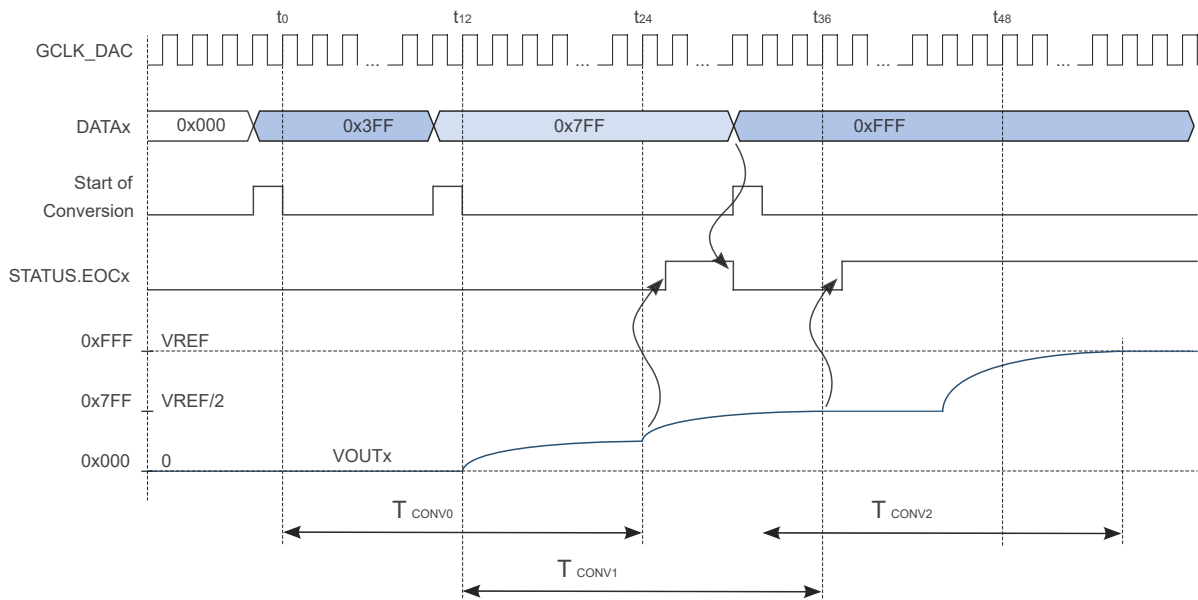 t0 t12 t24 t36 t48
GCLK_DAC ... ... ... ... ... ...
DATAx 0x000 0x3FF 0x7FF 0xFFF
Start of
Conversion
STATUS.EOCx
0xFFF VREF
0x7FF VREF/2
0x000 0 VOUTx
T CONV0 T CONV2
T CONV1